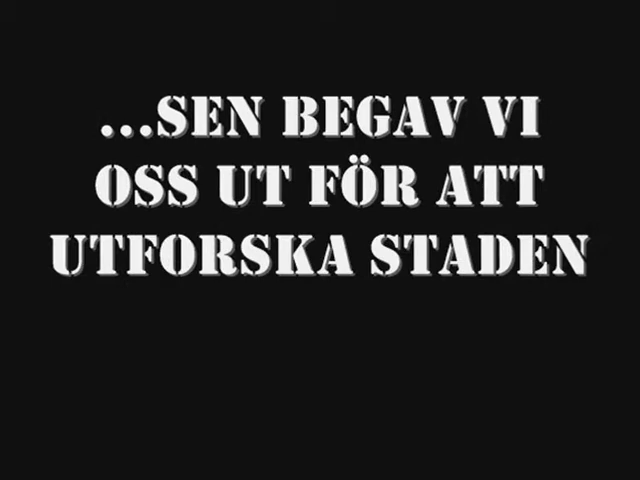 ...SEN BEGAV VI
OSS UT FÖR ATT
UTFORSKA STADEN